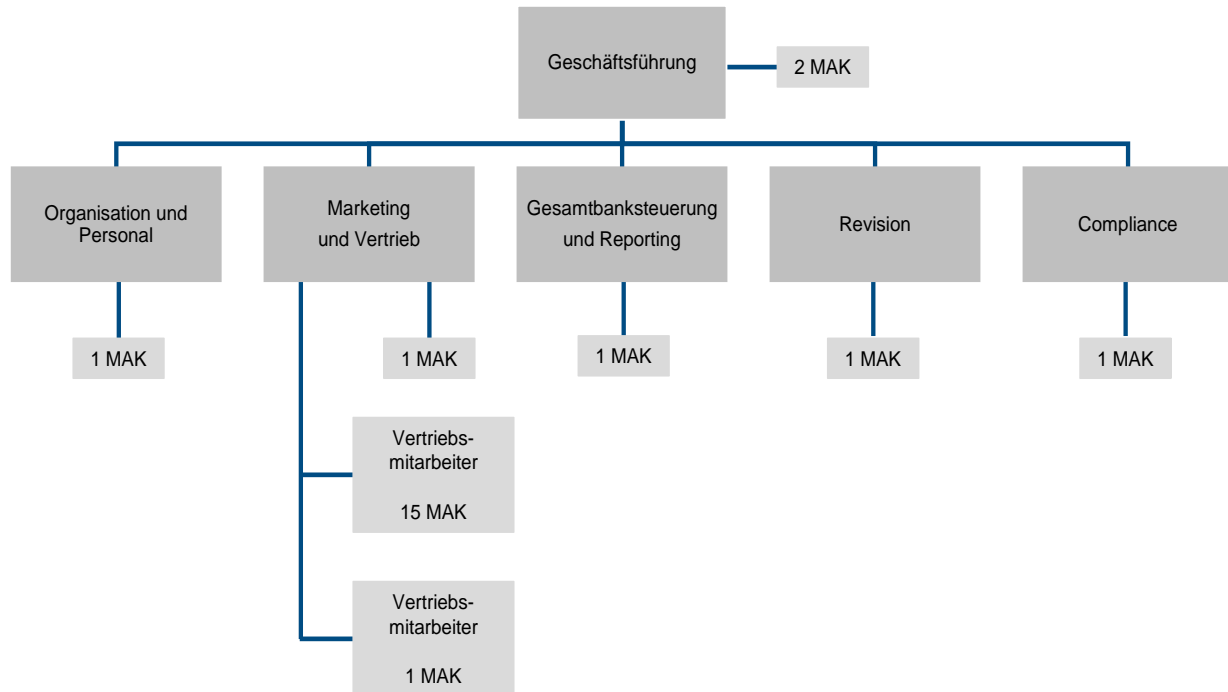 Geschäftsführung
2 MAK
Organisation und
Personal
Marketing
und Vertrieb
Gesamtbanksteuerung
und Reporting
Revision
Compliance
1 MAK
1 MAK
1 MAK
1 MAK
1 MAK
Vertriebs-
mitarbeiter
15 MAK
Vertriebs-
mitarbeiter
1 MAK